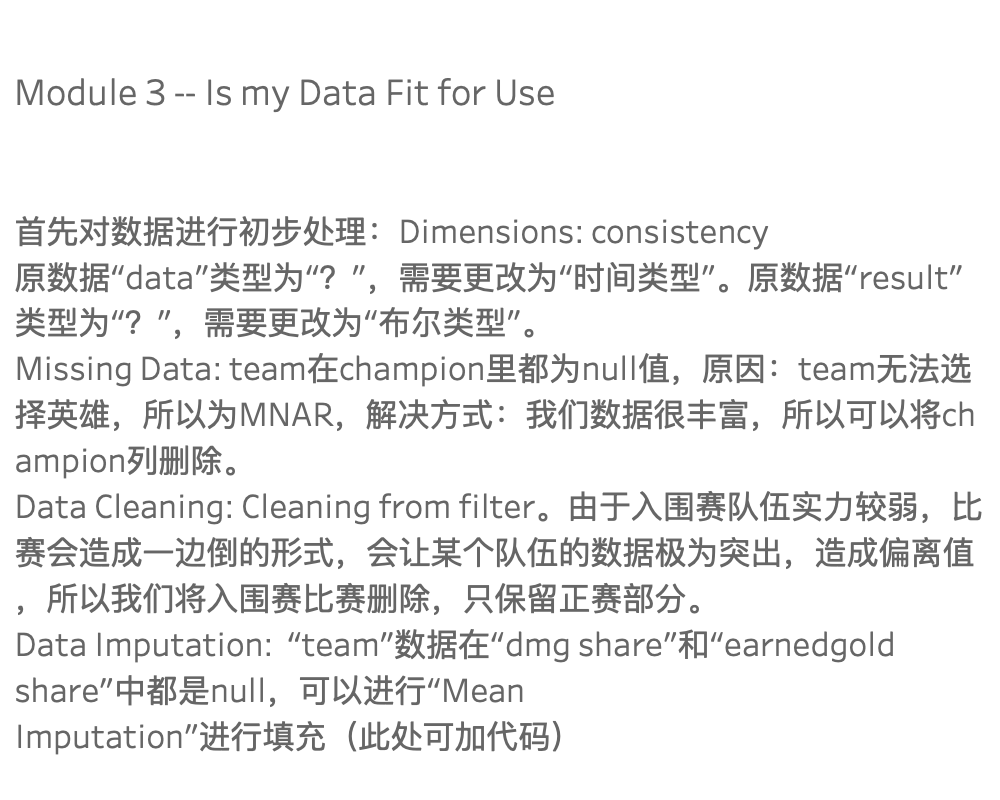 Module 3 -- Is my Data Fit for Use
首先对数据进行初步处理：Dimensions: consistency
原数据“data”类型为“？”，需要更改为“时间类型”。原数据“result”
类型为“？”，需要更改为“布尔类型”。
Missing Data: team在champion里都为null值，原因：team无法选
择英雄，所以为MNAR，解决方式：我们数据很丰富，所以可以将ch
ampion列删除。
Data Cleaning: Cleaning from filter。由于入围赛队伍实力较弱，比
赛会造成一边倒的形式，会让某个队伍的数据极为突出，造成偏离值
，所以我们将入围赛比赛删除，只保留正赛部分。
Data Imputation: “team”数据在“dmg share”和“earnedgold
share”中都是null，可以进行“Mean
Imputation”进行填充（此处可加代码）